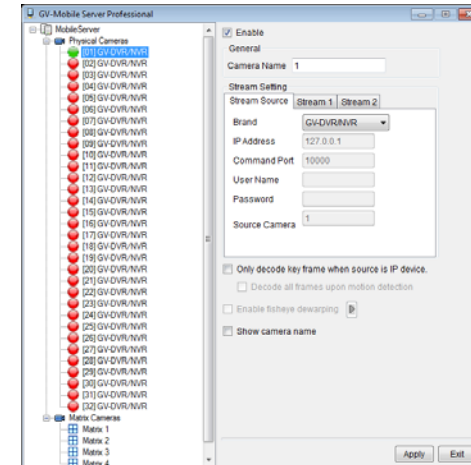 GV-Mobile Server Professional
MobileServer
Physical Cameras
[01] GV-DVR/NVR
[02] GV-DVR/NVR
[03] GV-DVR/NVR
[04] GV-DVR/NVR
[05] GV-DVR/NVR
[06] GV-DVR/NVR
[07] GV-DVR/NVR
[08] GV-DVR/NVR
[09] GV-DVR/NVR
[10] GV-DVR/NVR
[11] GV-DVR/NVR
[12] GV-DVR/NVR
[13] GV-DVR/NVR
[14] GV-DVR/NVR
[15] GV-DVR/NVR
[16] GV-DVR/NVR
[17] GV-DVR/NVR
[18] GV-DVR/NVR
[19] GV-DVR/NVR
[20] GV-DVR/NVR
[21] GV-DVR/NVR
[22] GV-DVR/NVR
[23] GV-DVR/NVR
[24] GV-DVR/NVR
[25] GV-DVR/NVR
[26] GV-DVR/NVR
[27] GV-DVR/NVR
[28] GV-DVR/NVR
[29] GV-DVR/NVR
[30] GV-DVR/NVR
[31] GV-DVR/NVR
[32] GV-DVR/NVR
Matrix Cameras
Matrix 1
Matrix 2
Matrix 3
Matrix 4
Enable
General
Camera Name 1
Stream Setting
Stream Source Stream 1 Stream 2
Brand GV-DVR/NVR
IP Address 127.0.0.1
Command Port 10000
User Name
Password
Source Camera 1
Only decode key frame when source is IP device.
Decode all frames upon motion detection
Enable fisheye dewarping
Show camera name
Apply Exit